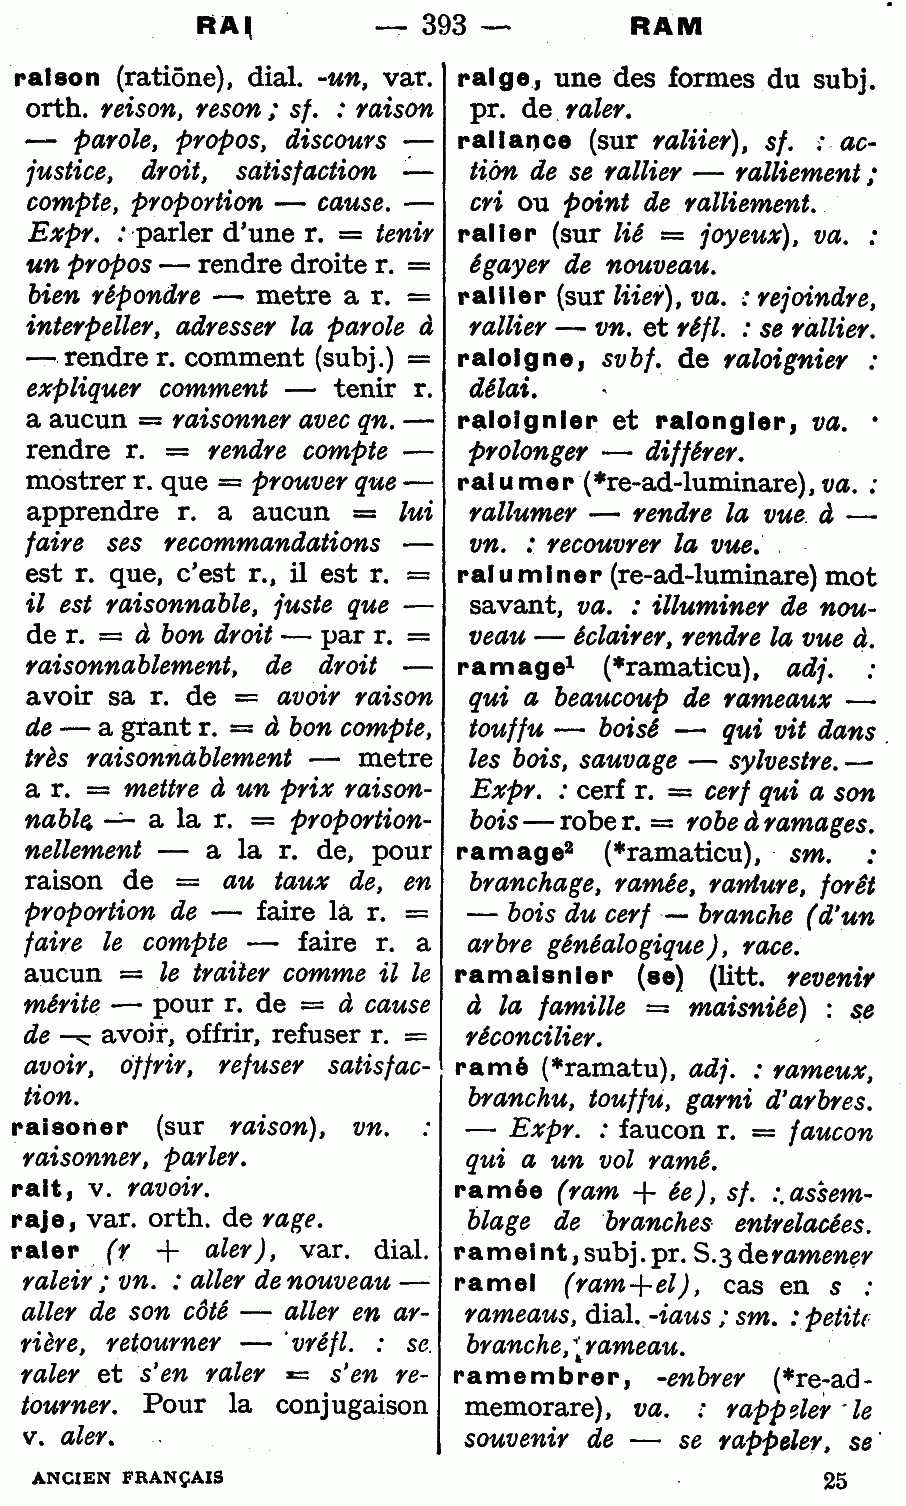 RAI — 393 — RAM
raison (ratiōne), dial. -un, var.
orth. reison, reson ; sf. : raison
— parole, propos, discours —
justice, droit, satisfaction —
compte, proportion — cause. —
Expr. : parler d'une r. = tenir
un propos — rendre droite r. =
bien répondre — metre a r. =
interpeller, adresser la parole à
— rendre r. comment (subj.) =
expliquer comment — tenir r.
a aucun = raisonner avec qn. —
rendre r. = rendre compte —
mostrer r. que = prouver que —
apprendre r. a aucun = lui
faire ses recommandations —
est r. que, c'est r., il est r. =
il est raisonnable, juste que —
de r. = à bon droit — par r. =
raisonnablement, de droit —
avoir sa r. de = avoir raison
de — a grant r. = à bon compte,
très raisonnablement — metre
a r. = mettre à un prix raison-
nable — a la r. = proportion-
nellement — a la r. de, pour
raison de = au taux de, en
proportion de — faire la r. =
faire le compte — faire r. a
aucun = le traiter comme il le
mérite — pour r. de = à cause
de — avoir, offrir, refuser r. =
avoir, offrir, refuser satisfac-
tion.
raisoner (sur raison), vn. :
raisonner, parler.
rait, v. ravoir.
raje, var. orth. de rage.
raler (r + aler), var. dial.
raleir ; vn. : aller de nouveau —
aller de son côté — aller en ar-
rière, retourner — vréfl. : se
raler et s'en raler = s'en re-
tourner. Pour la conjugaison
v. aler.
ANCIEN FRANÇAIS
ralge, une des formes du subj.
pr. de raler.
raliance (sur raliier), sf. : ac-
tion de se rallier — ralliement ;
cri ou point de ralliement.
ralier (sur lié = joyeux), va. :
égayer de nouveau.
raliier (sur liier), va. : rejoindre,
rallier — vn. et réfl. : se rallier.
raloigne, svbf. de raloignier :
délai.
raloignier et ralongier, va. :
prolonger — différer.
ralumer (*re-ad-luminare), va. :
rallumer — rendre la vue à —
vn. : recouvrer la vue.
raluminer (re-ad-luminare) mot
savant, va. : illuminer de nou-
veau — éclairer, rendre la vue à.
ramage¹ (*ramaticu), adj. :
qui a beaucoup de rameaux —
touffu — boisé — qui vit dans
les bois, sauvage — sylvestre. —
Expr. : cerf r. = cerf qui a son
bois — robe r. = robe à ramages.
ramage² (*ramaticu), sm. :
branchage, ramée, ramure, forêt
— bois du cerf — branche (d'un
arbre généalogique), race.
ramaisnier (se) (litt. revenir
à la famille = maisniée) : se
réconcilier.
ramé (*ramatu), adj. : rameux,
branchu, touffu, garni d'arbres.
— Expr. : faucon r. = faucon
qui a un vol ramé.
ramée (ram + ée), sf. : assem-
blage de branches entrelacées.
rameint, subj. pr. S. 3 de ramener
ramel (ram+el), cas en s :
rameaus, dial. -iaus ; sm. : petite
branche, rameau.
ramembrer, -enbrer (*re-ad-
memorare), va. : rappeler le
souvenir de — se rappeler, se
25